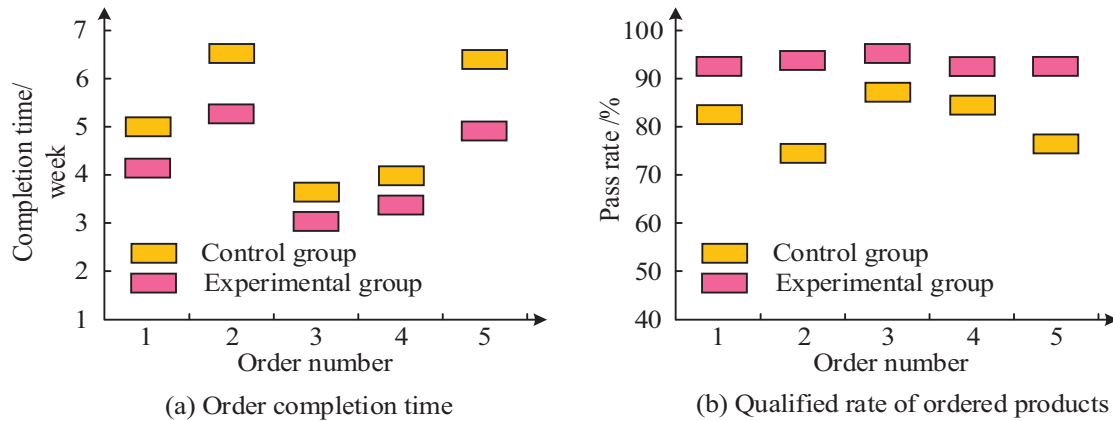 Completion time/
week
7
6
5
4
3
2
1
Control group
Experimental group
1 2 3 4 5
Order number
(a) Order completion time
Pass rate /%
100
90
80
70
60
50
40
Control group
Experimental group
1 2 3 4 5
Order number
(b) Qualified rate of ordered products